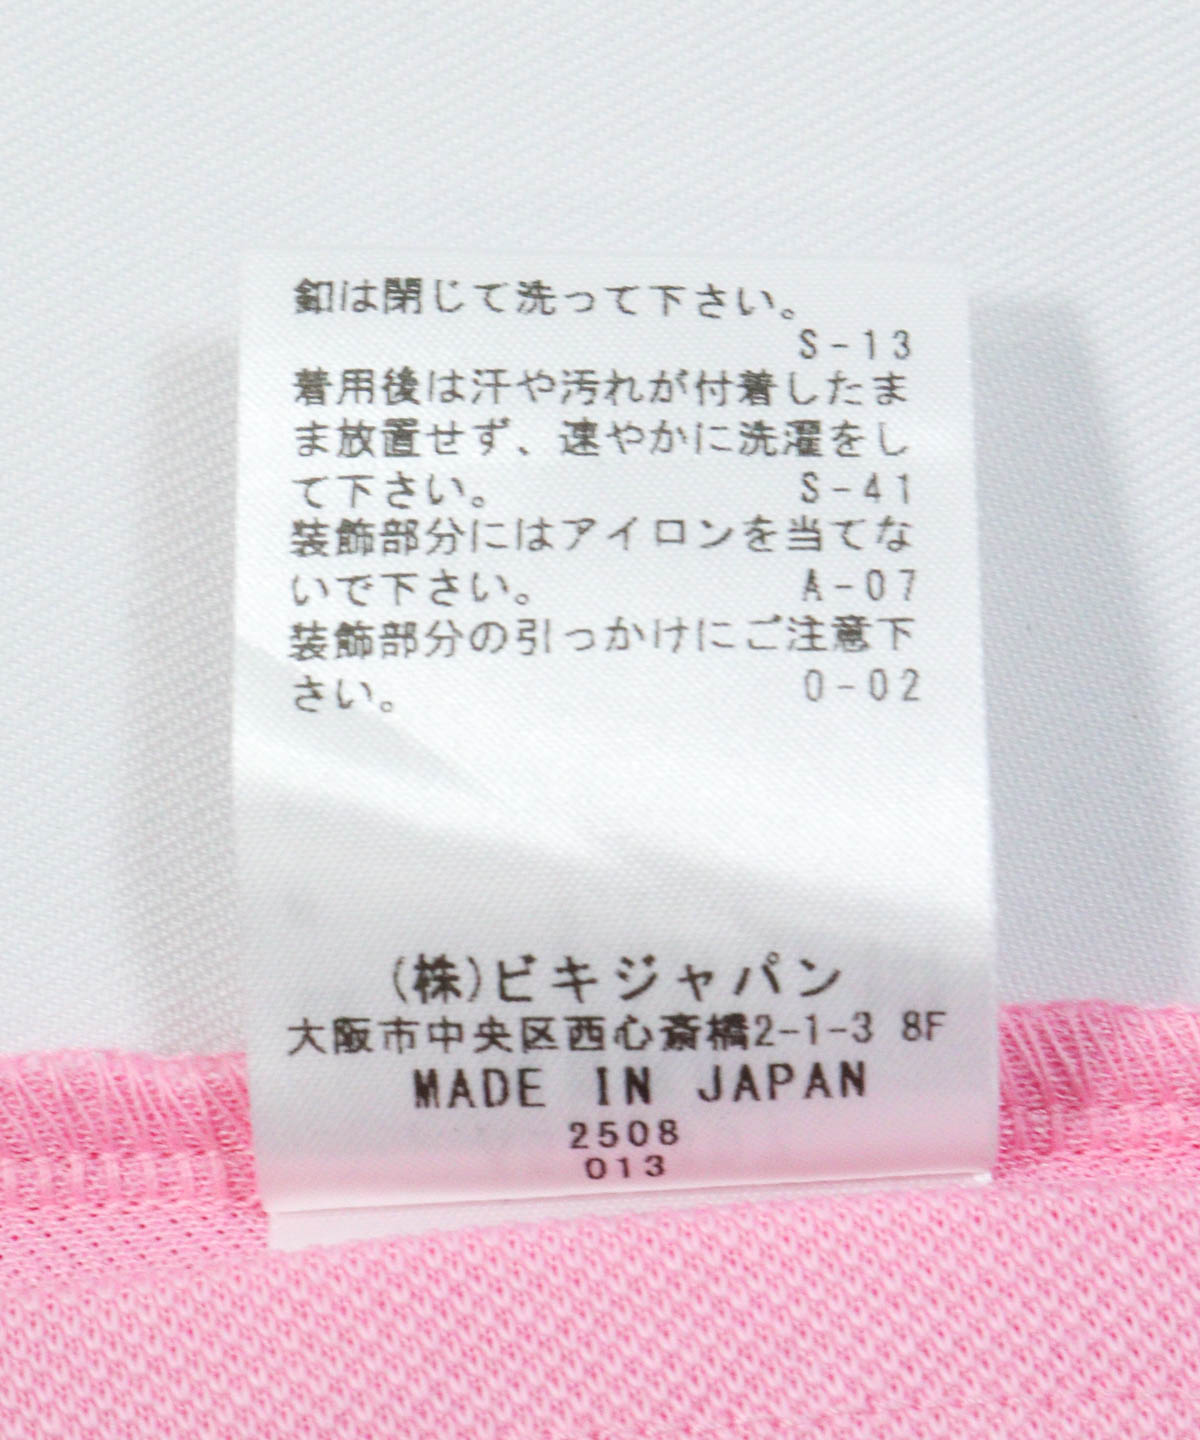 釦は閉じて洗って下さい。
S-13
着用後は汗や汚れが付着したま
ま放置せず、速やかに洗濯をし
て下さい。 S-41
装飾部分にはアイロンを当てな
いで下さい。 A-07
装飾部分の引っかけにご注意下
さい。 O-02
(株)ビキジャパン
大阪市中央区西心斎橋2-1-3 8F
MADE IN JAPAN
2508
013